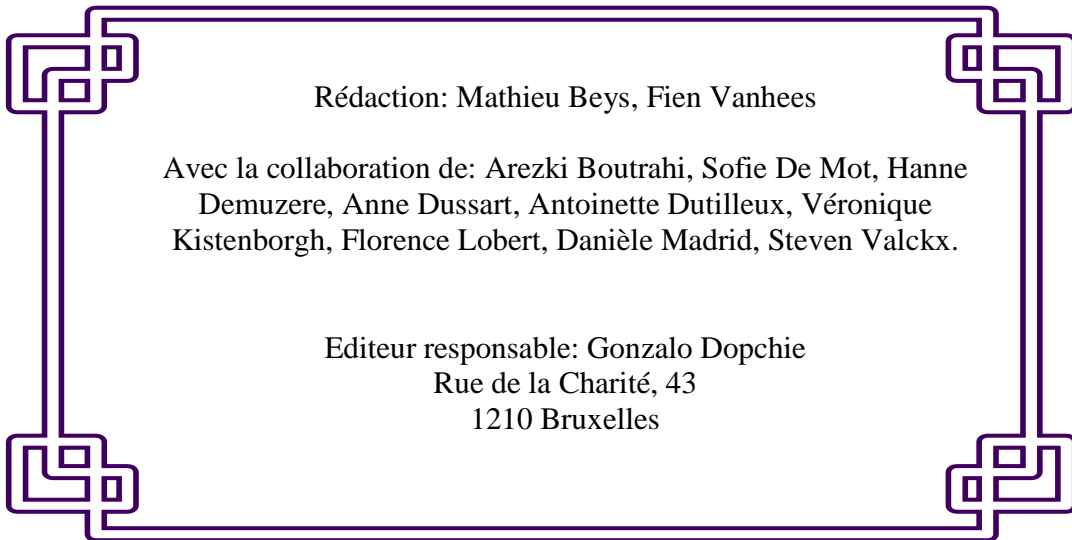 Rédaction: Mathieu Beys, Fien Vanhees
Avec la collaboration de: Arezki Boutrahi, Sofie De Mot, Hanne
Demuzere, Anne Dussart, Antoinette Dutilleux, Véronique
Kistenborgh, Florence Lobert, Danièle Madrid, Steven Valckx.
Editeur responsable: Gonzalo Dopchie
Rue de la Charité, 43
1210 Bruxelles